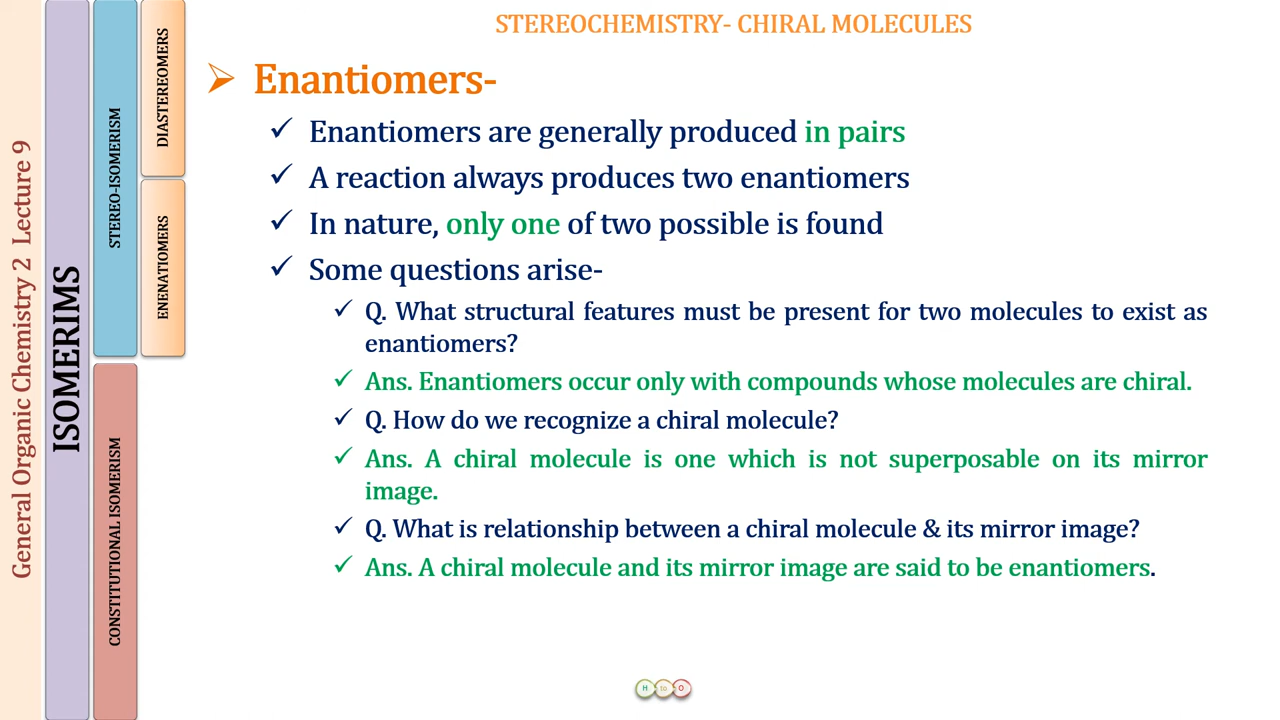 STEREOCHEMISTRY- CHIRAL MOLECULES
General Organic Chemistry 2 Lecture 9
ISOMERIMS
STEREO-ISOMERISM
CONSTITUTIONAL ISOMERISM
DIASTEREOMERS
ENENATIOMERS
Enantiomers-
Enantiomers are generally produced in pairs
A reaction always produces two enantiomers
In nature, only one of two possible is found
Some questions arise-
Q. What structural features must be present for two molecules to exist as
enantiomers?
Ans. Enantiomers occur only with compounds whose molecules are chiral.
Q. How do we recognize a chiral molecule?
Ans. A chiral molecule is one which is not superposable on its mirror
image.
Q. What is relationship between a chiral molecule & its mirror image?
Ans. A chiral molecule and its mirror image are said to be enantiomers.
H to O